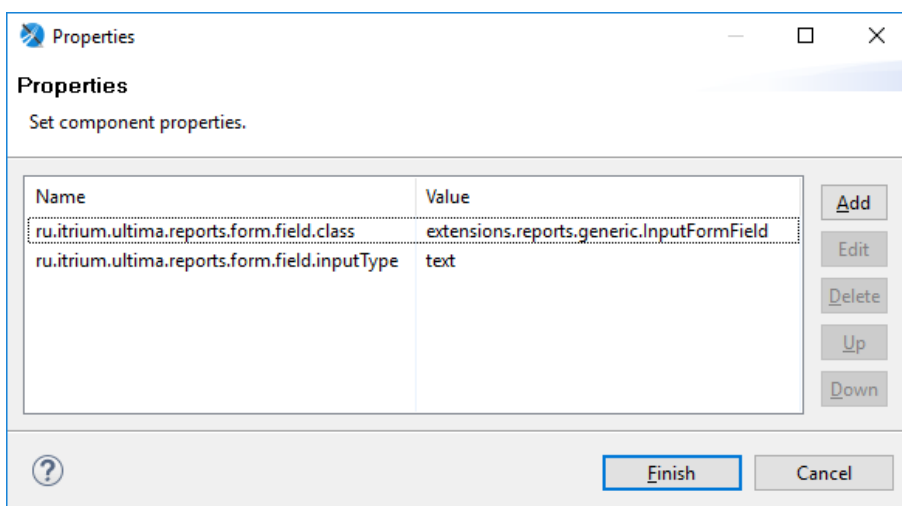 Properties
Properties
Set component properties.
Name Value
ru.itrium.ultima.reports.form.field.class extensions.reports.generic.InputFormField
ru.itrium.ultima.reports.form.field.inputType text
Add
Edit
Delete
Up
Down
?
Finish Cancel